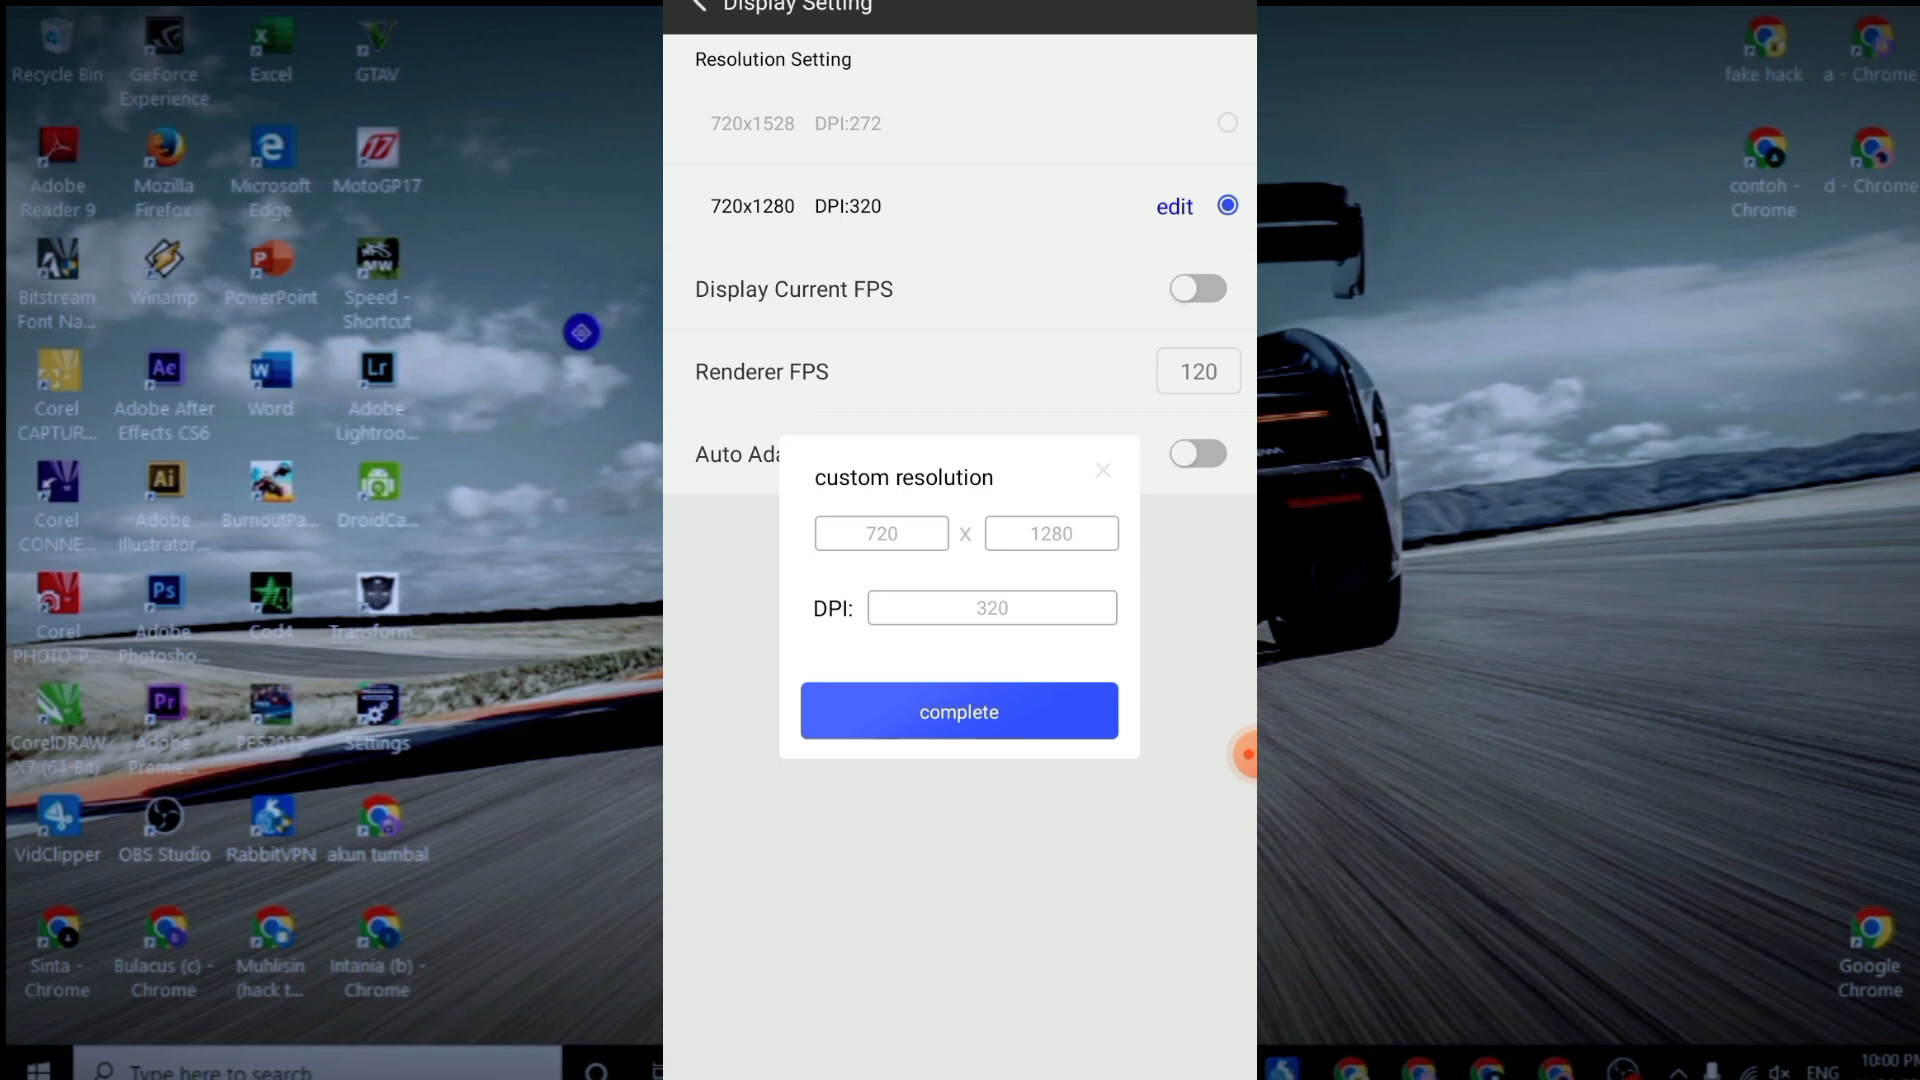 Recycle Bin
GeForce
Experience
Excel
GTAV
Adobe
Reader 9
Mozilla
Firefox
Microsoft
Edge
MotoGP17
Bitstream
Font Na...
Winamp
PowerPoint
Speed -
Shortcut
Corel
CAPTUR...
Adobe After
Effects CS6
Word
Adobe
Lightroo...
Corel
CONNE...
Adobe
Illustrator...
BurnoutPa...
DroidCa...
Corel
PHOTO-P...
Adobe
Photosho...
Cod4
Transform...
CorelDRAW
X7 (64-Bit)
Adobe
Premie...
PES2017
Settings
VidClipper
OBS Studio
RabbitVPN
akun tumbal
Sinta -
Chrome
Bulacus (c) -
Chrome
Muhlisin
(hack t...
Intania (b) -
Chrome
Type here to search
Display Setting
Resolution Setting
720x1528 DPI:272
720x1280 DPI:320 edit
Display Current FPS
Renderer FPS 120
Auto Ada
custom resolution
720 X 1280
DPI: 320
complete
fake hack
a - Chrome
contoh -
Chrome
d - Chrome
Google
Chrome
ENG
10:00 PM